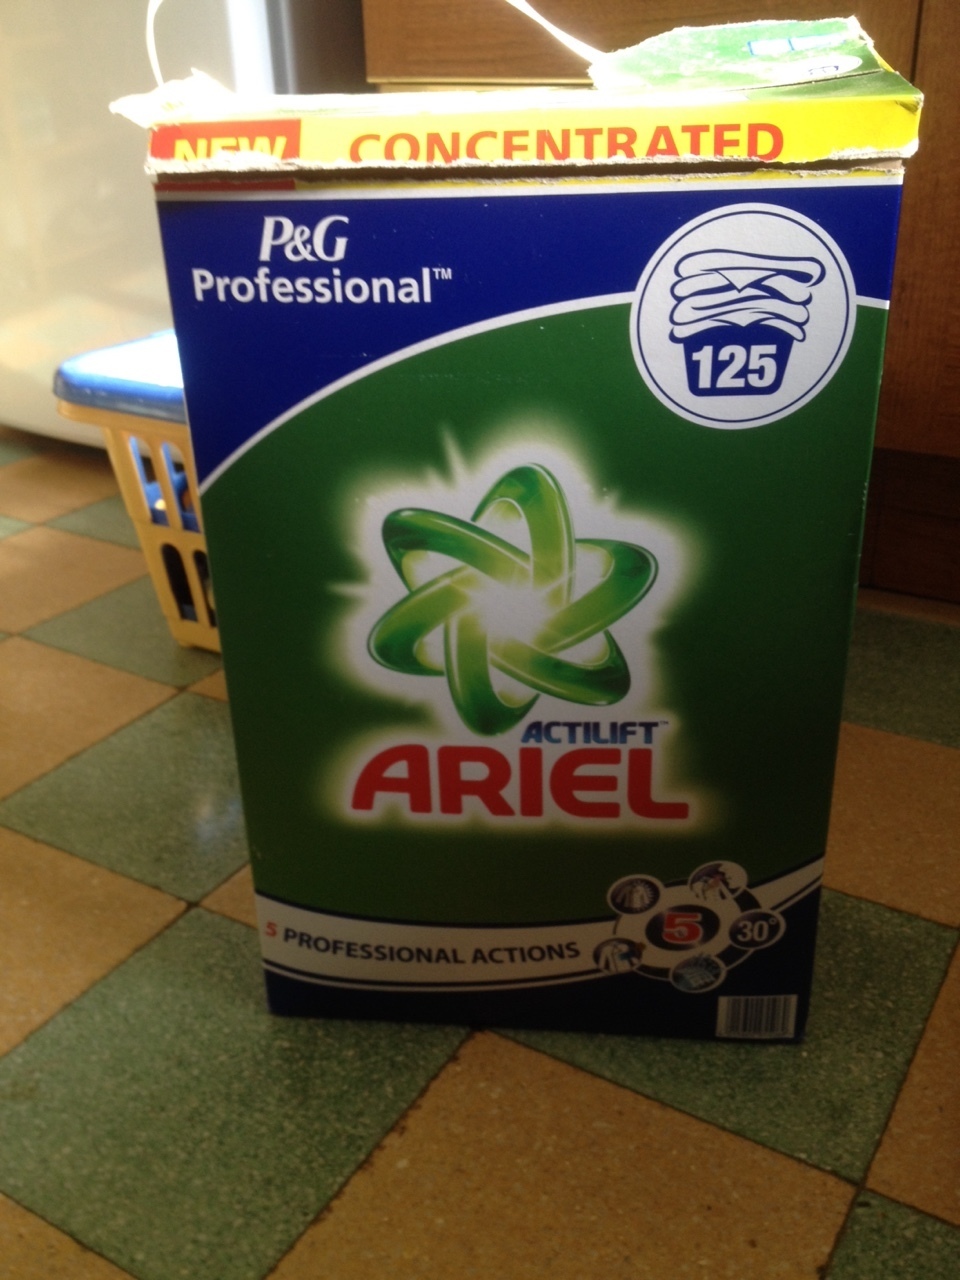 NEW CONCENTRATED
P&G
Professional™
125
ACTILIFT™
ARIEL
5 PROFESSIONAL ACTIONS
5
30°